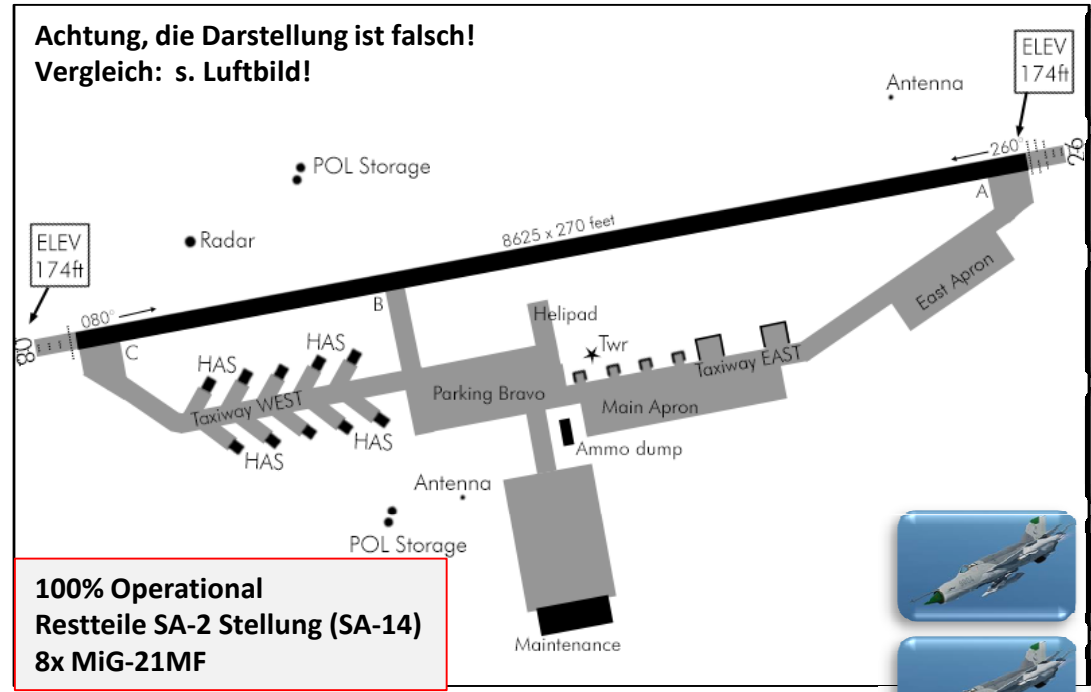 Achtung, die Darstellung ist falsch!
Vergleich: s. Luftbild!
ELEV
174ft
Antenna
260°
26
A
POL Storage
Radar
8625 x 270 feet
ELEV
174ft
East Apron
B
080°
08
C
Helipad
Twr
HAS
HAS
Taxiway EAST
Parking Bravo
Main Apron
Taxiway WEST
HAS
HAS
Ammo dump
Antenna
POL Storage
100% Operational
Restteile SA-2 Stellung (SA-14)
8x MiG-21MF
Maintenance